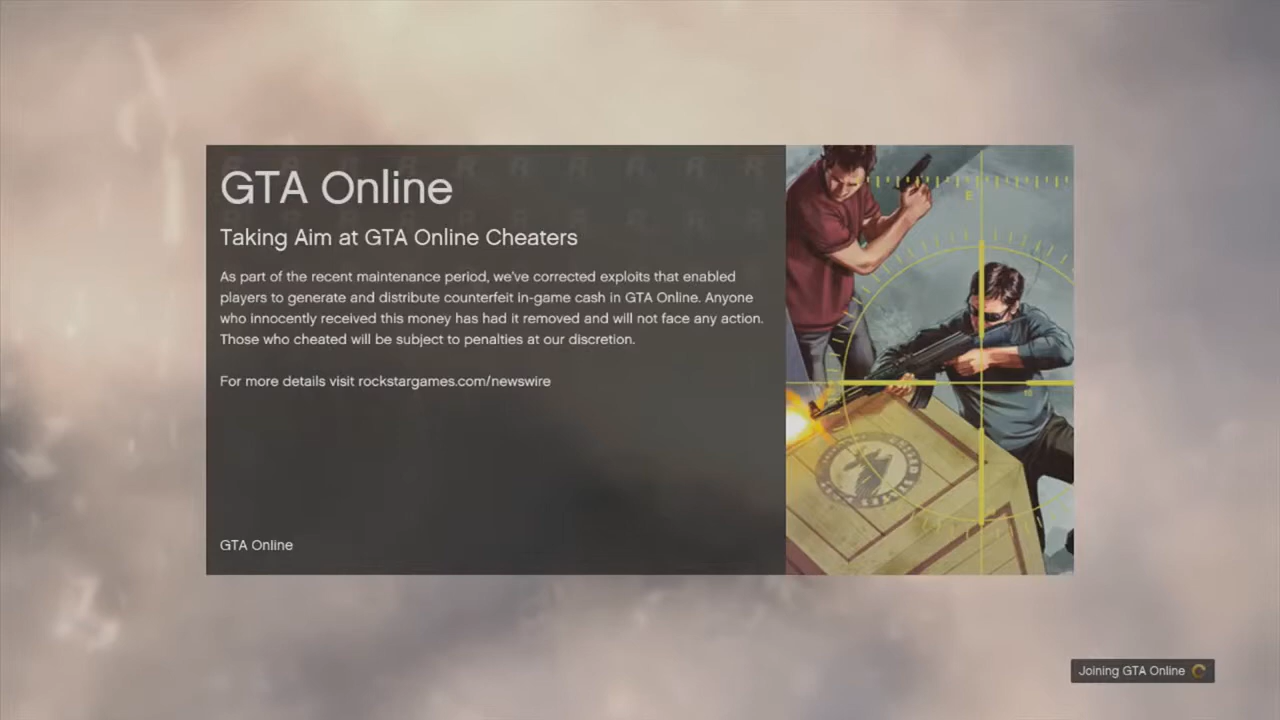 GTA Online
Taking Aim at GTA Online Cheaters
As part of the recent maintenance period, we've corrected exploits that enabled
players to generate and distribute counterfeit in-game cash in GTA Online. Anyone
who innocently received this money has had it removed and will not face any action.
Those who cheated will be subject to penalties at our discretion.
For more details visit rockstargames.com/newswire
GTA Online
E
10
Joining GTA Online